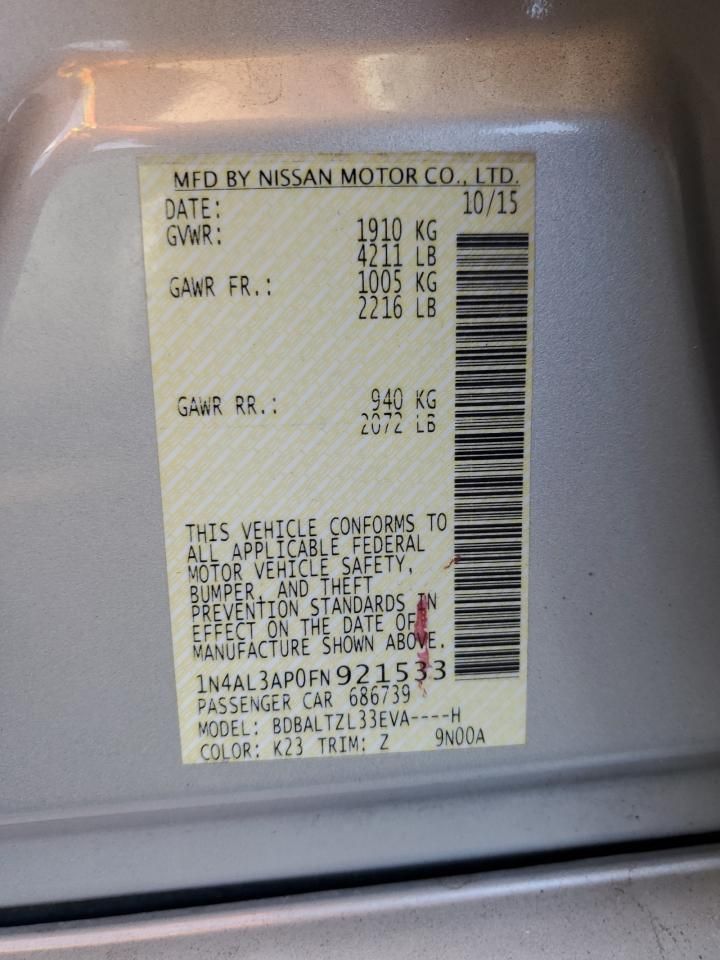 MFD BY NISSAN MOTOR CO., LTD.
DATE: 10/15
GVWR: 1910 KG
4211 LB
GAWR FR.: 1005 KG
2216 LB
GAWR RR.: 940 KG
2072 LB
THIS VEHICLE CONFORMS TO
ALL APPLICABLE FEDERAL
MOTOR VEHICLE SAFETY,
BUMPER, AND THEFT
PREVENTION STANDARDS IN
EFFECT ON THE DATE OF
MANUFACTURE SHOWN ABOVE.
1N4AL3AP0FN921533
PASSENGER CAR 686739
MODEL: BDBALTZL33EVA----H
COLOR: K23 TRIM: Z 9N00A